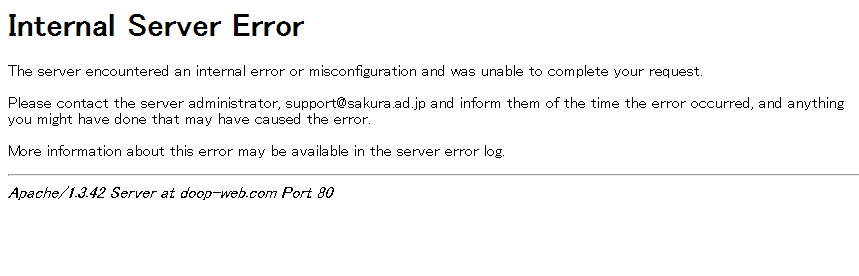 Internal Server Error
The server encountered an internal error or misconfiguration and was unable to complete your request.
Please contact the server administrator, support@sakura.ad.jp and inform them of the time the error occurred, and anything
you might have done that may have caused the error.
More information about this error may be available in the server error log.
Apache/1.3.42 Server at doop-web.com Port 80